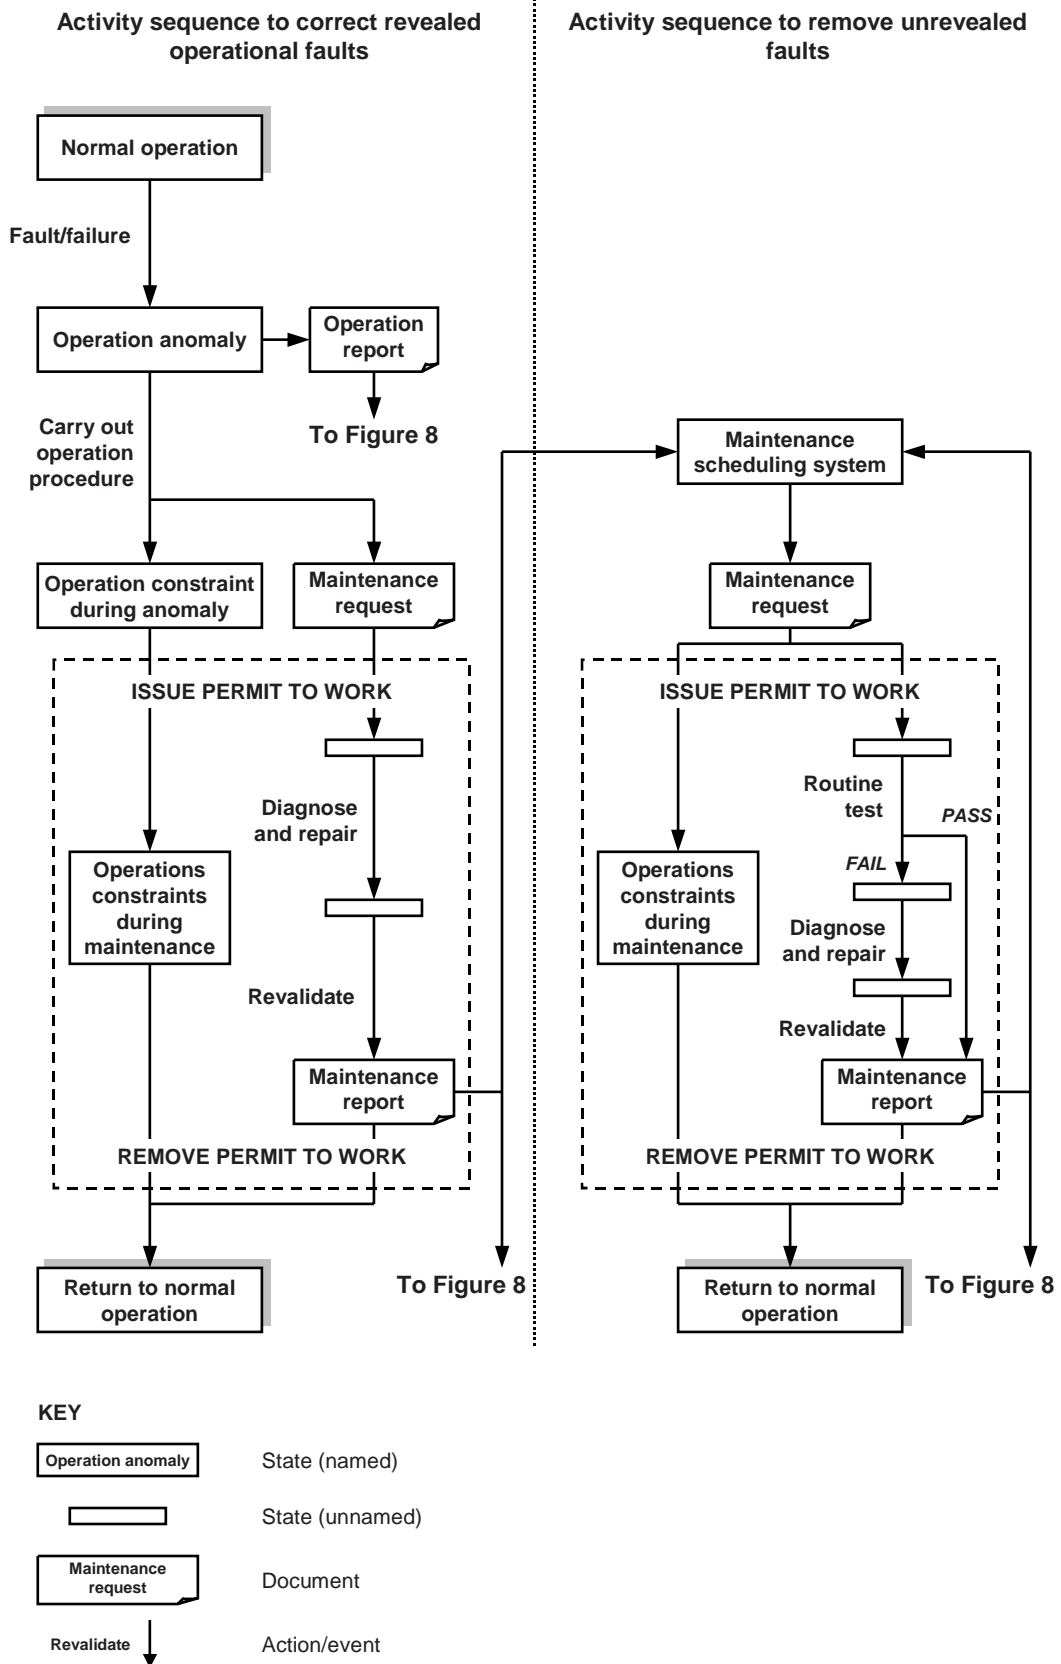 Activity sequence to correct revealed
operational faults
Activity sequence to remove unrevealed
faults
Normal operation
Fault/failure
Operation anomaly
Operation
report
To Figure 8
Carry out
operation
procedure
Operation constraint
during anomaly
Maintenance
request
ISSUE PERMIT TO WORK
Diagnose
and repair
Operations
constraints
during
maintenance
Revalidate
Maintenance
report
REMOVE PERMIT TO WORK
Return to normal
operation
To Figure 8
Maintenance
scheduling system
Maintenance
request
ISSUE PERMIT TO WORK
Routine
test
PASS
FAIL
Operations
constraints
during
maintenance
Diagnose
and repair
Revalidate
Maintenance
report
REMOVE PERMIT TO WORK
Return to normal
operation
To Figure 8
KEY
Operation anomaly
State (named)
State (unnamed)
Maintenance
request
Document
Revalidate
Action/event